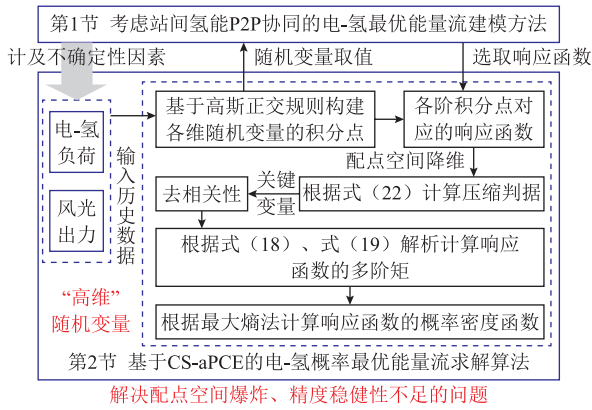 第1节 考虑站间氢能P2P协同的电-氢最优能量流建模方法
计及不确定性因素
随机变量取值
选取响应函数
电-氢
负荷
风光
出力
输入历史数据
“高维”
随机变量
基于高斯正交规则构建
各维随机变量的积分点
各阶积分点对
应的响应函数
配点空间降维
根据式（22）计算压缩判据
关键
变量
去相关性
根据式（18）、式（19）解析计算响应
函数的多阶矩
根据最大熵法计算响应函数的概率密度函数
第2节 基于CS-aPCE的电-氢概率最优能量流求解算法
解决配点空间爆炸、精度稳健性不足的问题